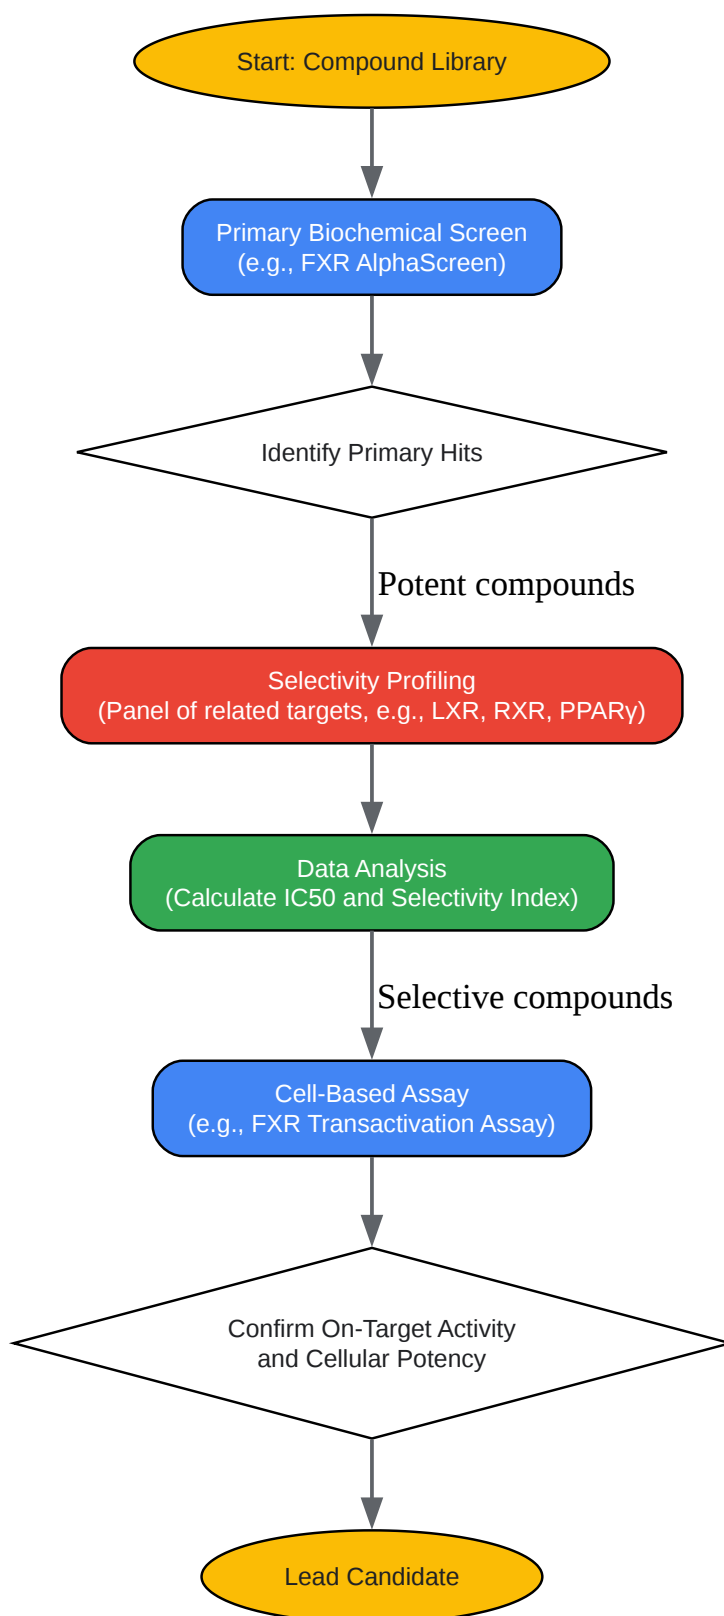 Start: Compound Library
Primary Biochemical Screen
(e.g., FXR AlphaScreen)
Identify Primary Hits
Potent compounds
Selectivity Profiling
(Panel of related targets, e.g., LXR, RXR, PPARγ)
Data Analysis
(Calculate IC50 and Selectivity Index)
Selective compounds
Cell-Based Assay
(e.g., FXR Transactivation Assay)
Confirm On-Target Activity
and Cellular Potency
Lead Candidate